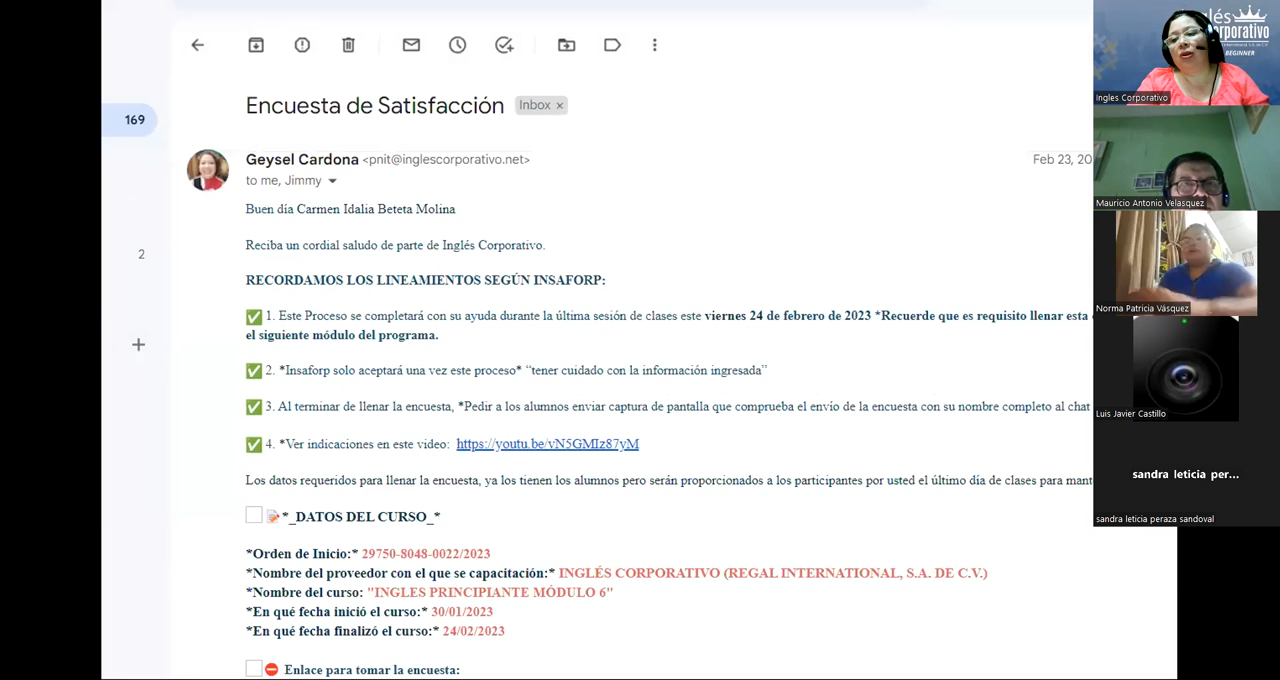 Encuesta de Satisfacción Inbox ×
169
Geysel Cardona <pnit@inglescorporativo.net>
Feb 23, 20
to me, Jimmy
Buen día Carmen Idalia Beteta Molina
2
Reciba un cordial saludo de parte de Inglés Corporativo.
RECORDAMOS LOS LINEAMIENTOS SEGÚN INSAFORP:
✅ 1. Este Proceso se completará con su ayuda durante la última sesión de clases este viernes 24 de febrero de 2023 *Recuerde que es requisito llenar esta
el siguiente módulo del programa.
✅ 2. *Insaforp solo aceptará una vez este proceso* “tener cuidado con la información ingresada”
✅ 3. Al terminar de llenar la encuesta, *Pedir a los alumnos enviar captura de pantalla que comprueba el envío de la encuesta con su nombre completo al chat
✅ 4. *Ver indicaciones en este video: https://youtu.be/vN5GMIz87yM
Los datos requeridos para llenar la encuesta, ya los tienen los alumnos pero serán proporcionados a los participantes por usted el último día de clases para mant
*_DATOS DEL CURSO_*
*Orden de Inicio:* 29750-8048-0022/2023
*Nombre del proveedor con el que se capacitación:* INGLÉS CORPORATIVO (REGAL INTERNATIONAL, S.A. DE C.V.)
*Nombre del curso: "INGLES PRINCIPIANTE MÓDULO 6"
*En qué fecha inició el curso:* 30/01/2023
*En qué fecha finalizó el curso:* 24/02/2023
Enlace para tomar la encuesta:
lés
orporativo
International, S.A. DE C.V.
BEGINNER
Ingles Corporativo
Mauricio Antonio Velasquez
Norma Patricia Vásquez
Luis Javier Castillo
sandra leticia per...
sandra leticia peraza sandoval